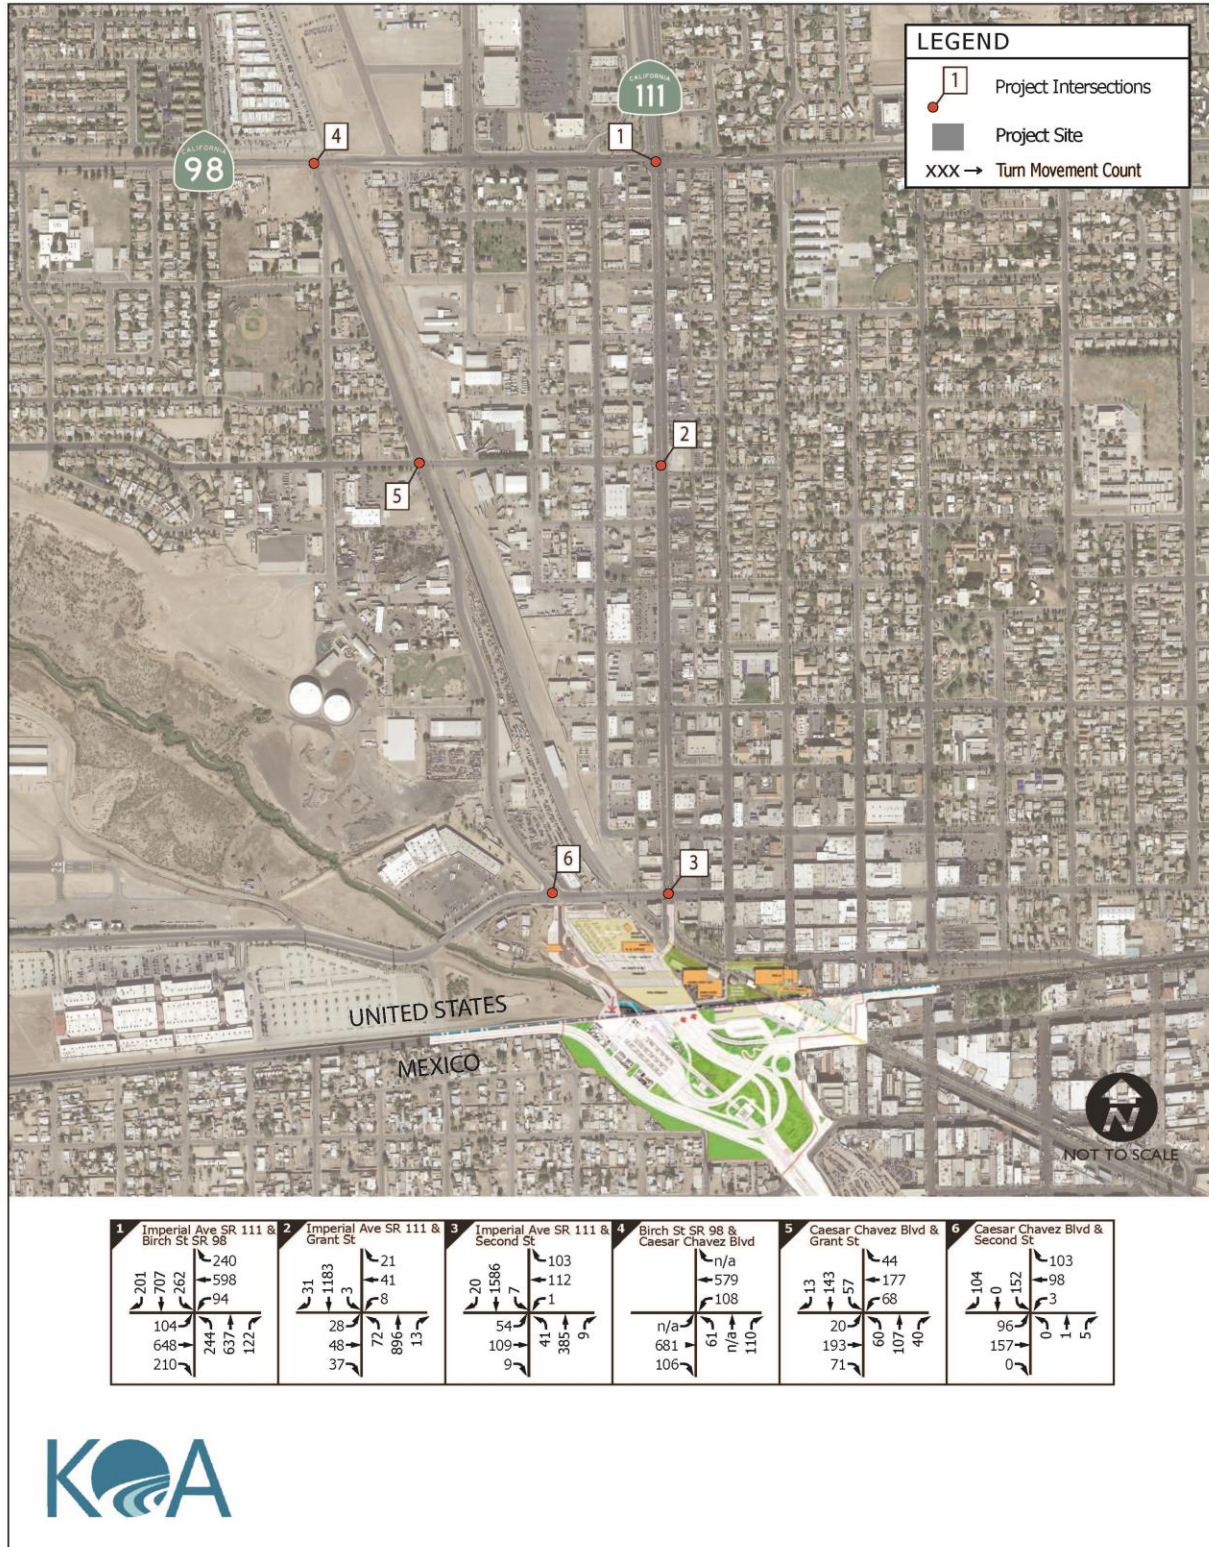 LEGEND
1 Project Intersections
Project Site
XXX → Turn Movement Count
CALIFORNIA
111
CALIFORNIA
98
4
1
2
5
6
3
UNITED STATES
MEXICO
N
NOT TO SCALE
1 Imperial Ave SR 111 &
Birch St SR 98
201 707 262
240
598
94
104
648
210
244 637 122
2 Imperial Ave SR 111 &
Grant St
31 1183 3
21
41
8
28
48
37
72 896 13
3 Imperial Ave SR 111 &
Second St
20 1586 7
103
112
1
54
109
9
41 385 9
4 Birch St SR 98 &
Caesar Chavez Blvd
n/a
579
108
n/a
681
106
61 n/a 110
5 Caesar Chavez Blvd &
Grant St
13 143 57
44
177
68
20
193
71
60 107 40
6 Caesar Chavez Blvd &
Second St
104 0 152
103
98
3
96
157
0
0 1 5
KOA